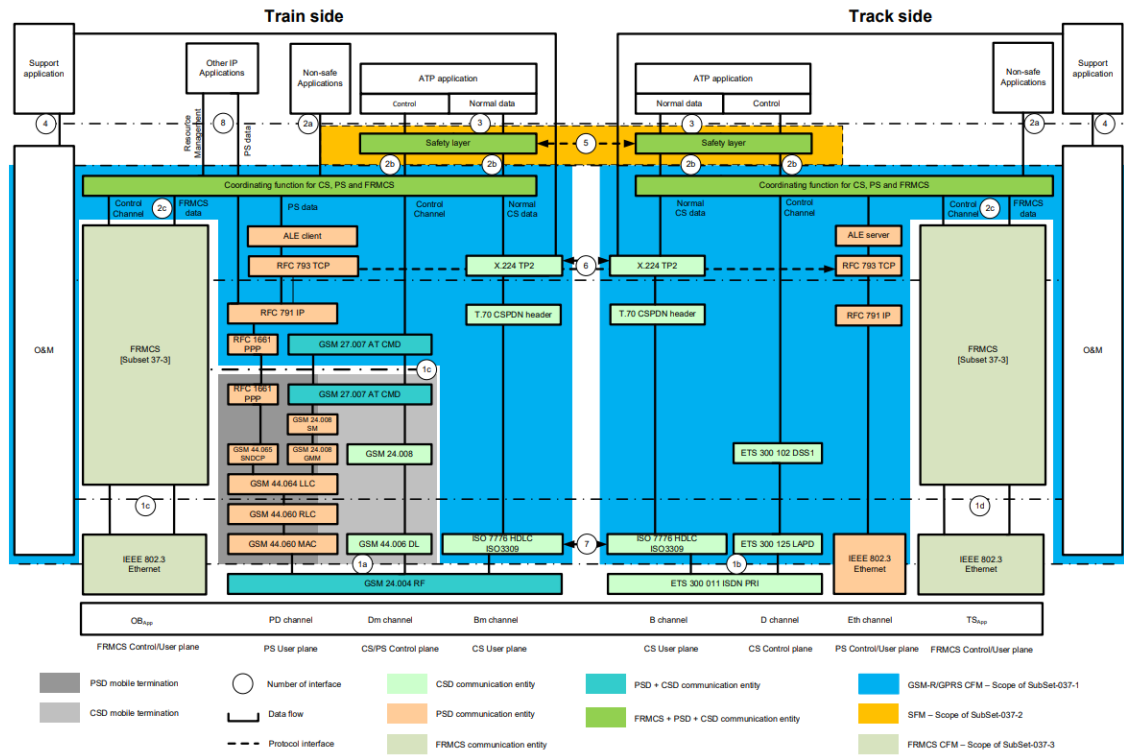 Train side
Track side
Support
application
Other IP
Applications
Non-safe
Applications
ATP application
Control
Normal data
ATP application
Normal data
Control
Non-safe
Applications
Support
application
4
8
2a
3
3
2a
4
Resource
Management
PS data
Safety layer
5
Safety layer
2b
2b
2b
2b
Coordinating function for CS, PS and FRMCS
Coordinating function for CS, PS and FRMCS
Control
Channel
2c
FRMCS
data
PS data
Control
Channel
Normal
CS data
Normal
CS data
Control
Channel
Control
Channel
2c
FRMCS
data
ALE client
ALE server
RFC 793 TCP
X.224 TP2
6
X.224 TP2
RFC 793 TCP
RFC 791 IP
T.70 CSPDN header
T.70 CSPDN header
RFC 791 IP
RFC 1661
PPP
GSM 27.007 AT CMD
O&M
FRMCS
[Subset 37-3]
FRMCS
[Subset 37-3]
O&M
1c
RFC 1661
PPP
GSM 27.007 AT CMD
GSM 24.008
SM
GSM 44.065
SNDCP
GSM 24.008
GMM
GSM 24.008
ETS 300 102 DSS1
GSM 44.064 LLC
1c
1d
GSM 44.060 RLC
IEEE 802.3
Ethernet
GSM 44.060 MAC
GSM 44.006 DL
ISO 7776 HDLC
ISO3309
7
ISO 7776 HDLC
ISO3309
ETS 300 125 LAPD
IEEE 802.3
Ethernet
IEEE 802.3
Ethernet
1a
1b
GSM 24.004 RF
ETS 300 011 ISDN PRI
OBApp
PD channel
Dm channel
Bm channel
B channel
D channel
Eth channel
TSApp
FRMCS Control/User plane
PS User plane
CS/PS Control plane
CS User plane
CS User plane
CS Control plane
PS Control/User plane
FRMCS Control/User plane
PSD mobile termination
Number of interface
CSD communication entity
PSD + CSD communication entity
GSM-R/GPRS CFM – Scope of SubSet-037-1
CSD mobile termination
Data flow
PSD communication entity
FRMCS + PSD + CSD communication entity
SFM – Scope of SubSet-037-2
Protocol interface
FRMCS communication entity
FRMCS CFM – Scope of SubSet-037-3